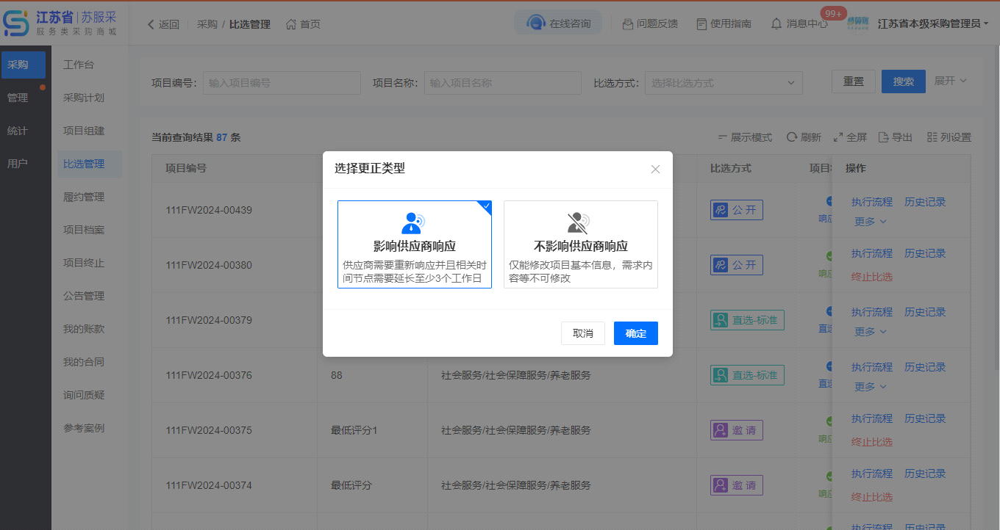 江苏省|苏服采
服务类采购商城
返回
采购 / 比选管理
首页
在线咨询
问题反馈
使用指南
消息中心
99+
江苏省本级采购管理员
采购
管理
统计
用户
工作台
采购计划
项目组建
比选管理
履约管理
项目档案
项目终止
公告管理
我的账款
我的合同
询问质疑
参考案例
项目编号： 输入项目编号
项目名称： 输入项目名称
比选方式： 选择比选方式
重置
搜索
展开
当前查询结果 87 条
展示模式
刷新
全屏
导出
列设置
项目编号 比选方式 项目 操作
111FW2024-00439 公开 响应 执行流程 历史记录
更多
111FW2024-00380 公开 响应 执行流程 历史记录
终止比选
111FW2024-00379 直选-标准 直选 执行流程 历史记录
更多
111FW2024-00376 88 社会服务/社会保障服务/养老服务 直选-标准 直选 执行流程 历史记录
更多
111FW2024-00375 最低评分1 社会服务/社会保障服务/养老服务 邀请 响应 执行流程 历史记录
终止比选
111FW2024-00374 最低评分 社会服务/社会保障服务/养老服务 邀请 响应 执行流程 历史记录
终止比选
执行流程 历史记录
选择更正类型
影响供应商响应
供应商需要重新响应并且相关时
间节点需要延长至少3个工作日
不影响供应商响应
仅能修改项目基本信息，需求内
容等不可修改
取消
确定